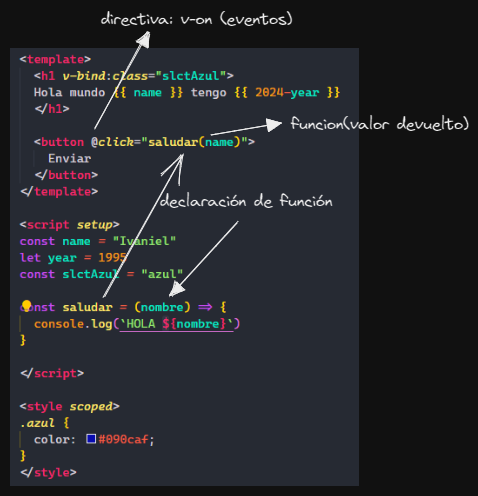 directiva: v-on (eventos)
<template>
<h1 v-bind:class="slctAzul">
Hola mundo {{ name }} tengo {{ 2024-year }}
</h1>
funcion(valor devuelto)
<button @click="saludar(name)">
Enviar
</button>
</template>
declaración de función
<script setup>
const name = "Ivaniel"
let year = 1995
const slctAzul = "azul"
const saludar = (nombre) => {
console.log(`HOLA ${nombre}`)
}
</script>
<style scoped>
.azul {
color: #090caf;
}
</style>